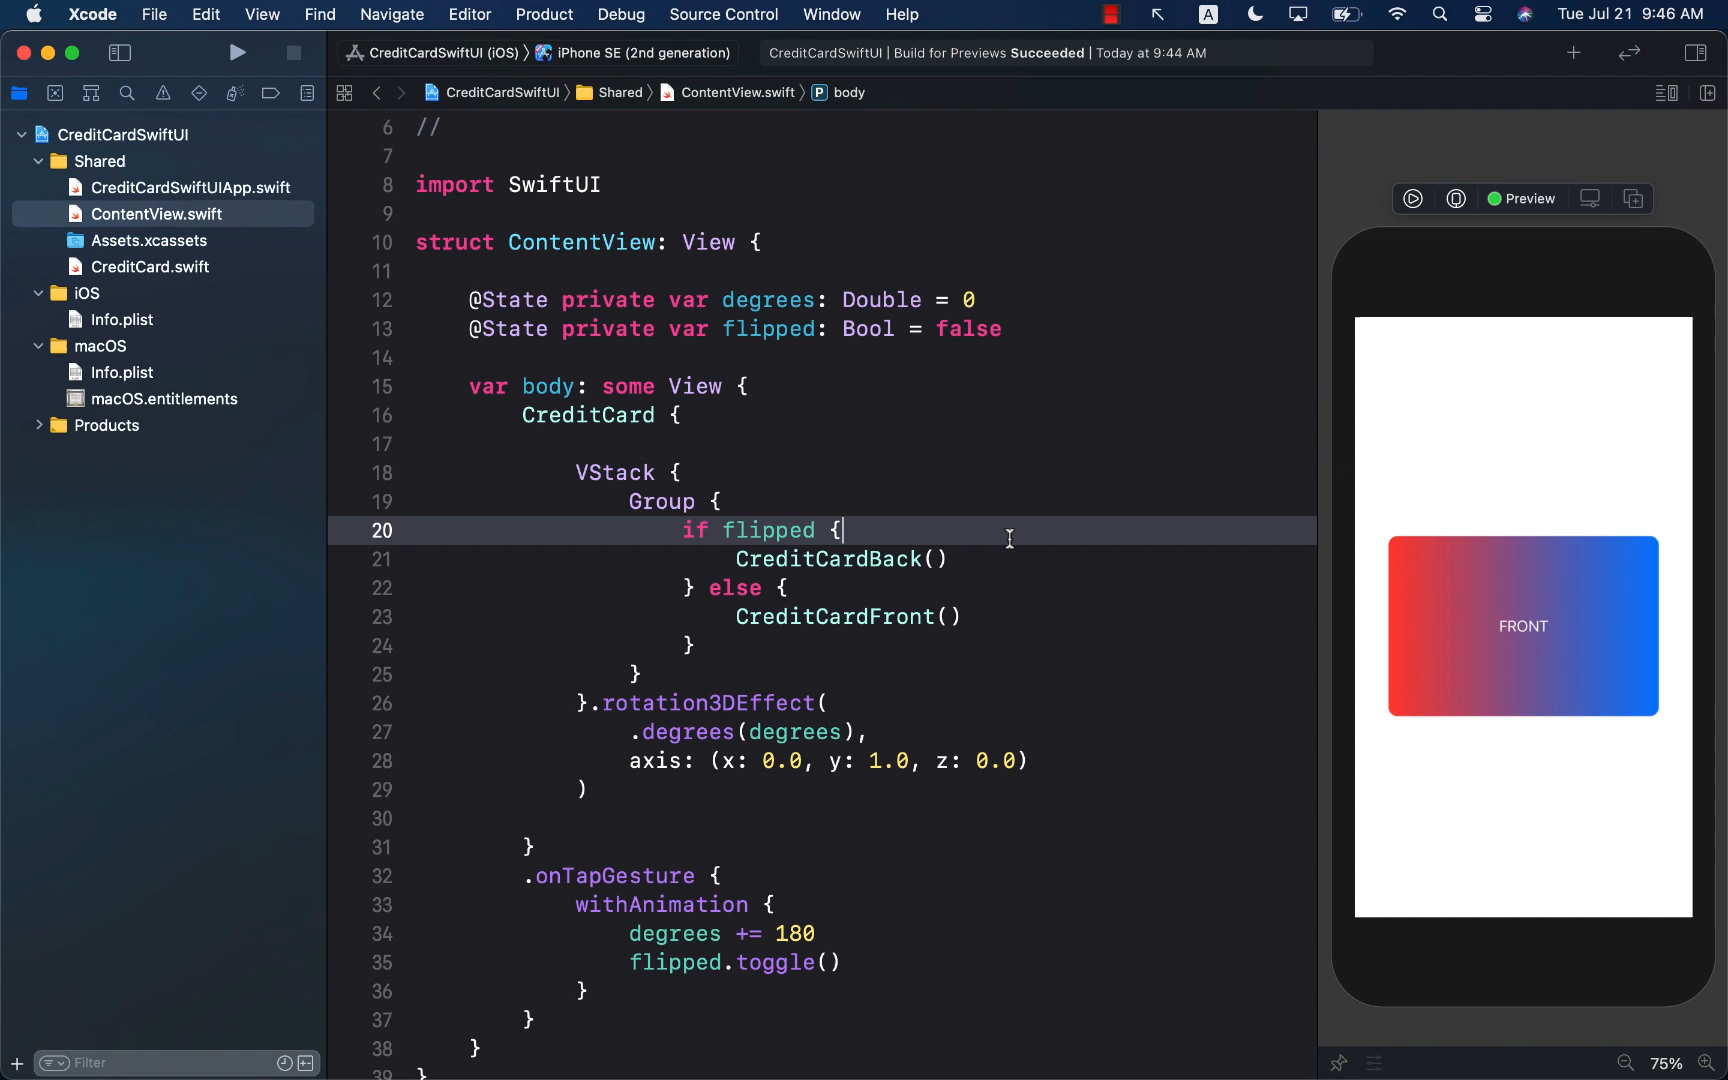 Xcode File Edit View Find Navigate Editor Product Debug Source Control Window Help A Tue Jul 21 9:46 AM
CreditCardSwiftUI (iOS) iPhone SE (2nd generation) CreditCardSwiftUI | Build for Previews Succeeded | Today at 9:44 AM
CreditCardSwiftUI Shared ContentView.swift P body
CreditCardSwiftUI
Shared
CreditCardSwiftUIApp.swift
ContentView.swift
Assets.xcassets
CreditCard.swift
iOS
Info.plist
macOS
Info.plist
macOS.entitlements
Products
Filter
6 //
7
8 import SwiftUI
9
10 struct ContentView: View {
11
12 @State private var degrees: Double = 0
13 @State private var flipped: Bool = false
14
15 var body: some View {
16 CreditCard {
17
18 VStack {
19 Group {
20 if flipped {
21 CreditCardBack()
22 } else {
23 CreditCardFront()
24 }
25 }
26 }.rotation3DEffect(
27 .degrees(degrees),
28 axis: (x: 0.0, y: 1.0, z: 0.0)
29 )
30
31 }
32 .onTapGesture {
33 withAnimation {
34 degrees += 180
35 flipped.toggle()
36 }
37 }
38 }
39 }
Preview
FRONT
75%